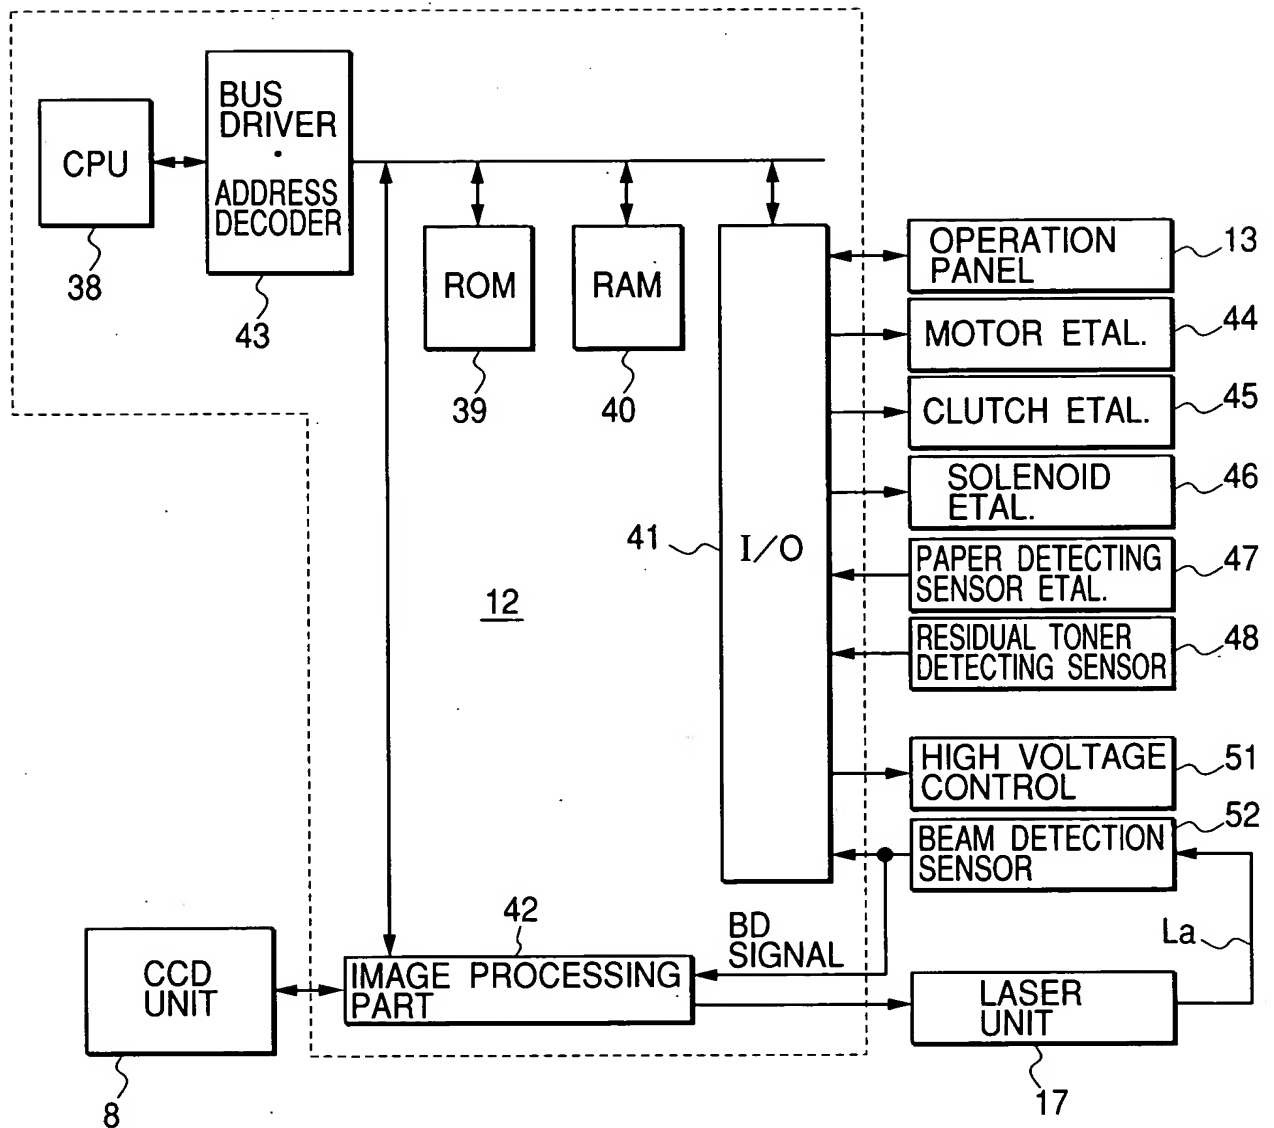 BUS
DRIVER
·
ADDRESS
DECODER
CPU
38
43
ROM
39
RAM
40
41
I/O
12
OPERATION
PANEL
13
MOTOR ETAL.
44
CLUTCH ETAL.
45
SOLENOID
ETAL.
46
PAPER DETECTING
SENSOR ETAL.
47
RESIDUAL TONER
DETECTING SENSOR
48
HIGH VOLTAGE
CONTROL
51
BEAM DETECTION
SENSOR
52
BD
SIGNAL
La
42
IMAGE PROCESSING
PART
CCD
UNIT
8
LASER
UNIT
17